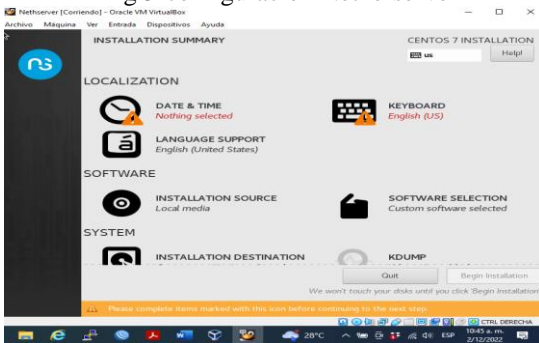 Nethserver [Corriendo] - Oracle VM VirtualBox
Archivo Máquina Ver Entrada Dispositivos Ayuda
INSTALLATION SUMMARY
CENTOS 7 INSTALLATION
us
Help!
LOCALIZATION
DATE & TIME
Nothing selected
KEYBOARD
English (US)
LANGUAGE SUPPORT
English (United States)
SOFTWARE
INSTALLATION SOURCE
Local media
SOFTWARE SELECTION
Custom software selected
SYSTEM
INSTALLATION DESTINATION
KDUMP
Quit
Begin Installation
We won't touch your disks until you click 'Begin Installation
Please complete items marked with this icon before continuing to the next step.
CTRL DERECHA
28°C
ESP
10:45 a. m.
2/12/2022